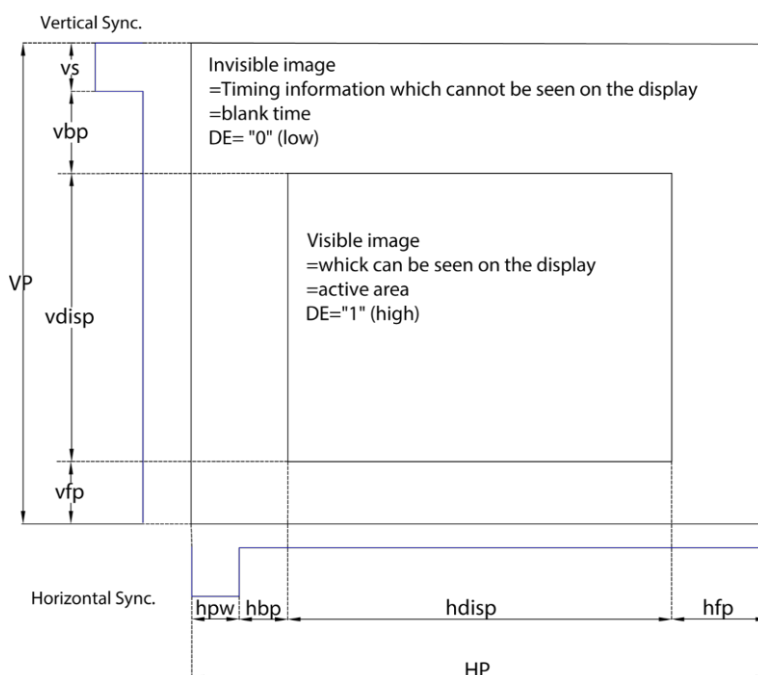 Vertical Sync.
vs
Invisible image
=Timing information which cannot be seen on the display
=blank time
DE= "0" (low)
vbp
Visible image
=whick can be seen on the display
=active area
DE="1" (high)
VP
vdisp
vfp
Horizontal Sync.
hpw
hbp
hdisp
hfp
HP